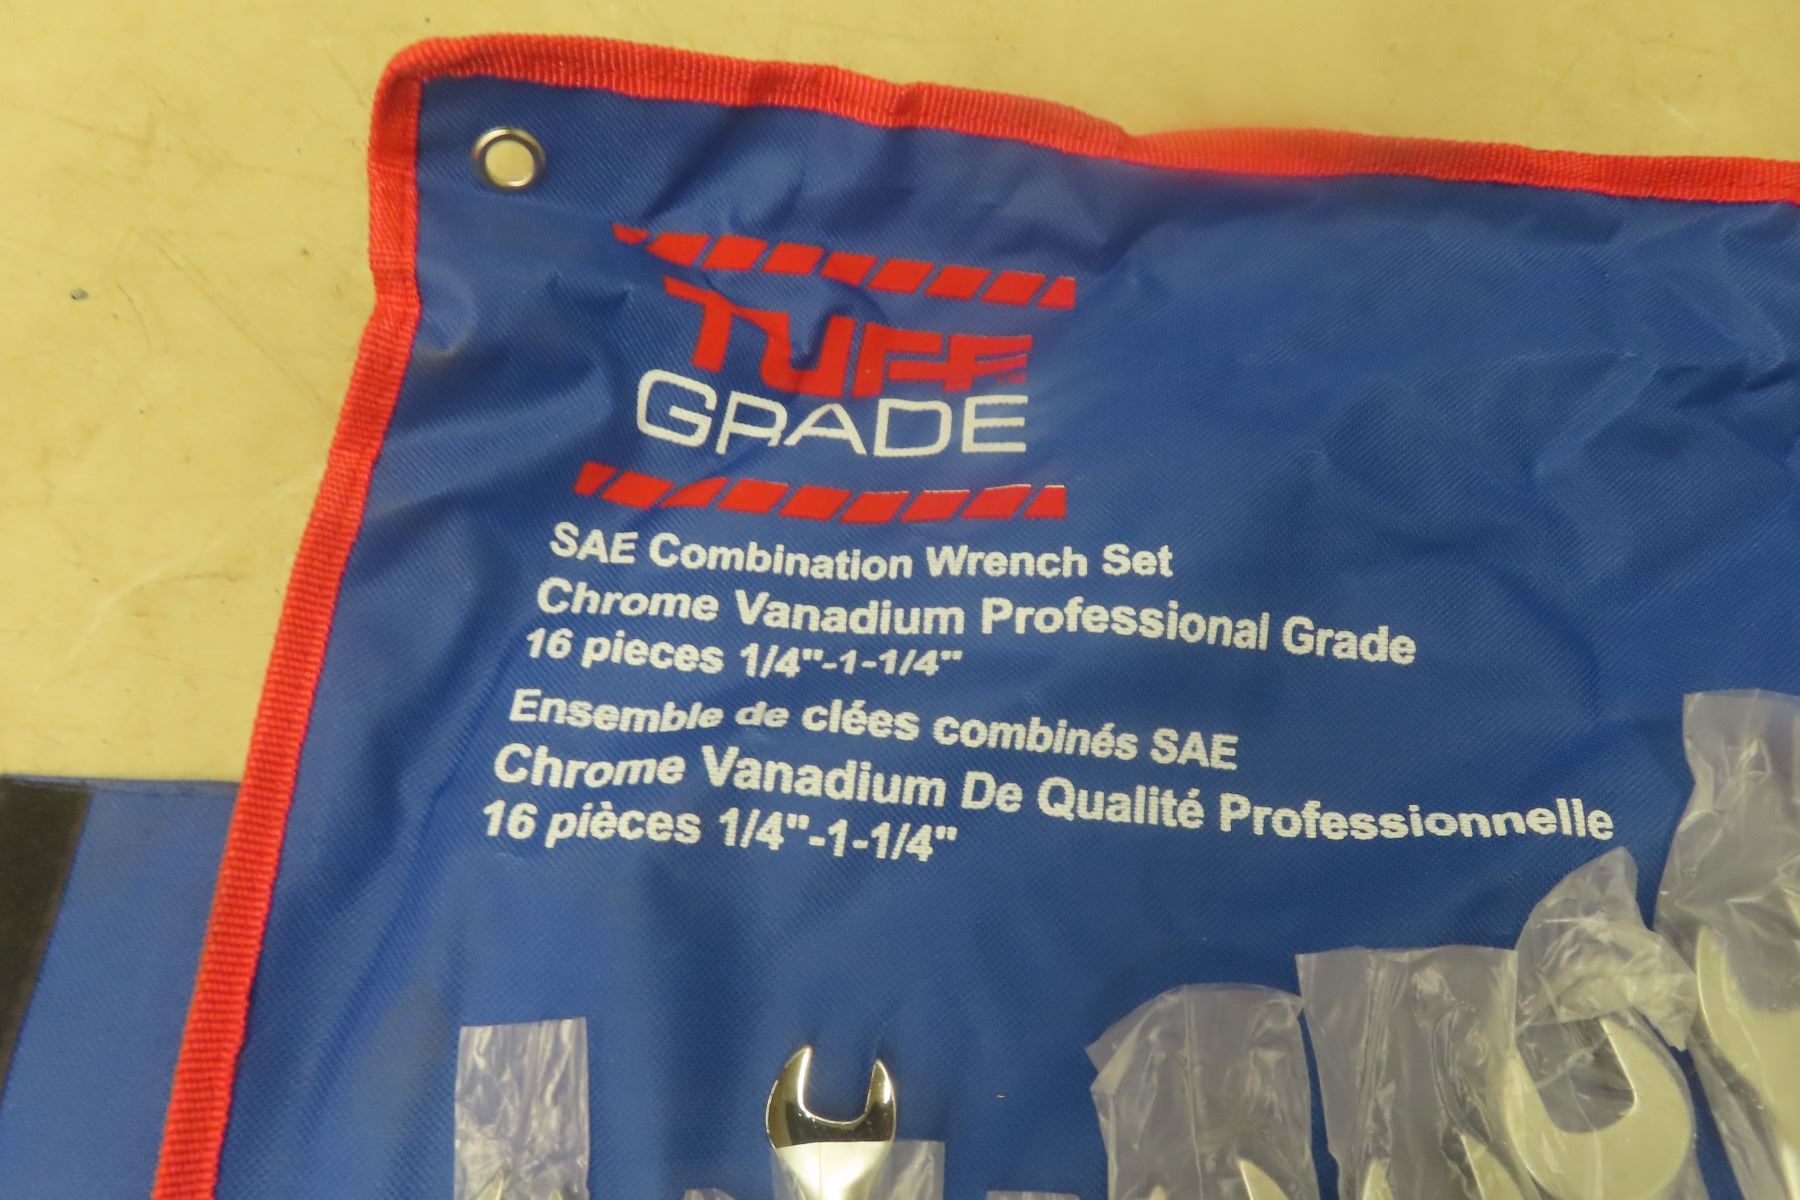 TUFF
GRADE
SAE Combination Wrench Set
Chrome Vanadium Professional Grade
16 pieces 1/4"-1-1/4"
Ensemble de clées combinés SAE
Chrome Vanadium De Qualité Professionnelle
16 pièces 1/4"-1-1/4"